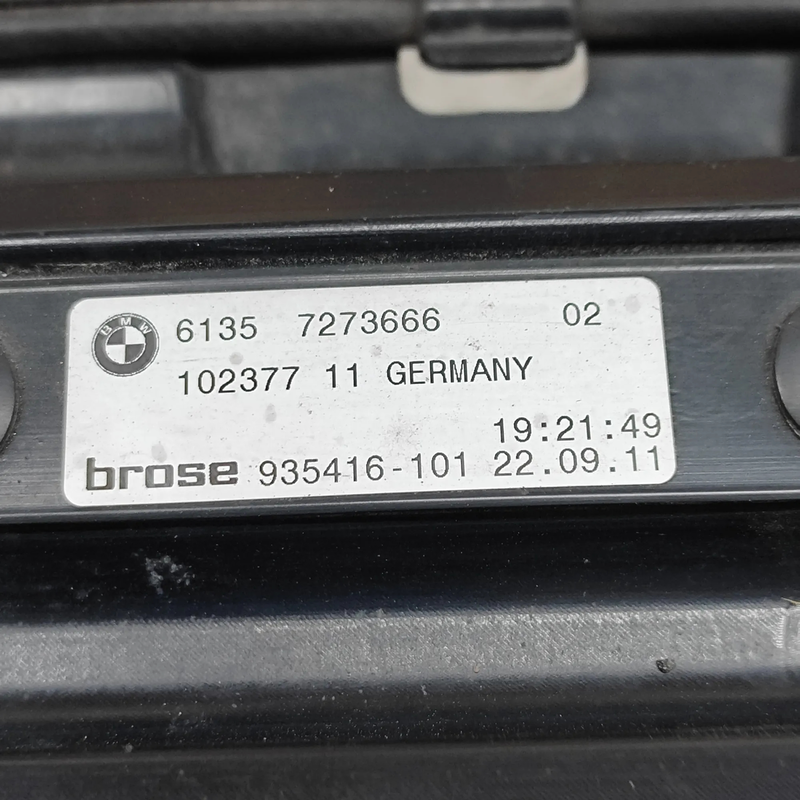 BMW
6135 7273666 02
102377 11 GERMANY
19:21:49
brose 935416-101 22.09.11